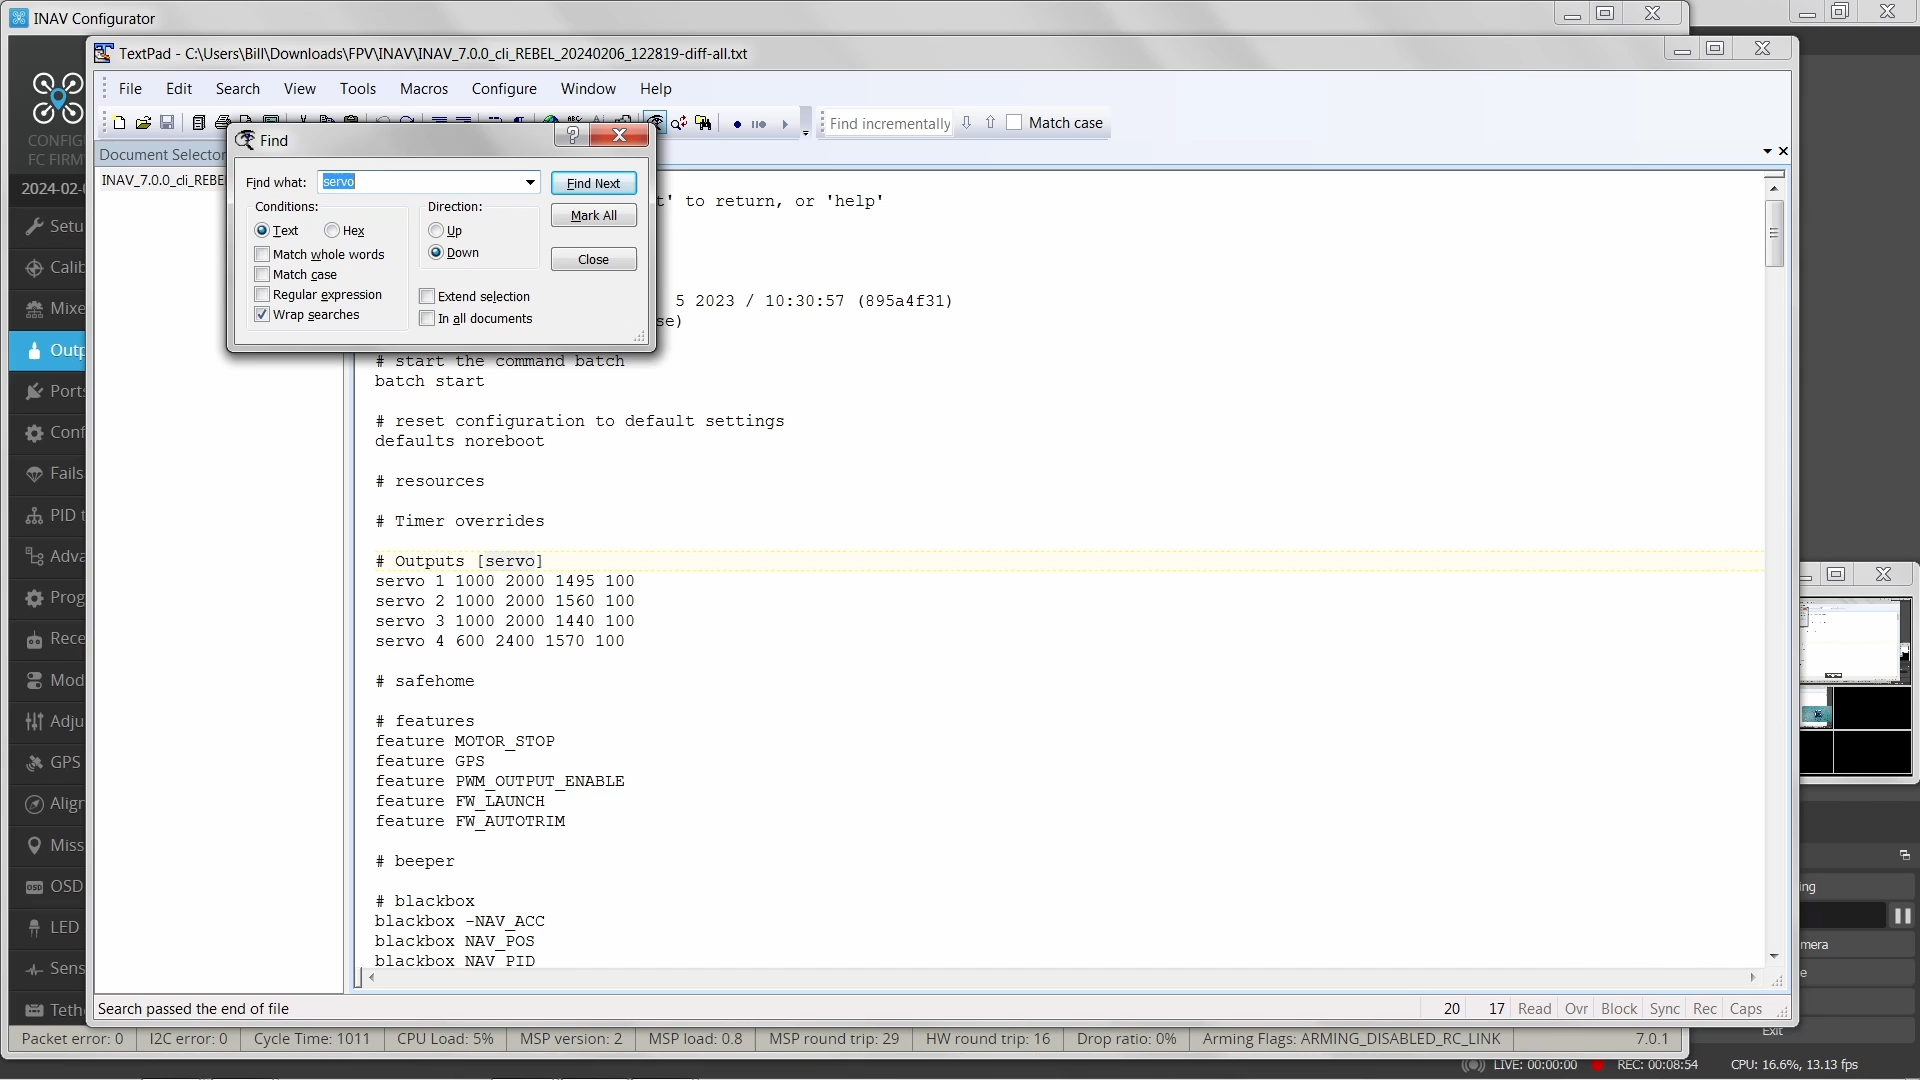 INAV Configurator
TextPad - C:\Users\Bill\Downloads\FPV\INAV\INAV_7.0.0_cli_REBEL_20240206_122819-diff-all.txt
File Edit Search View Tools Macros Configure Window Help
Find incrementally
Match case
CONFIG
FC FIRM
2024-02-0
Setu
Calib
Mixe
Outp
Ports
Conf
Fails
PID t
Adva
Prog
Rece
Mod
Adju
GPS
Align
Miss
OSD
LED
Sens
Teth
Document Selector
INAV_7.0.0_cli_REBE
Find
Find what: servo
Find Next
Mark All
Close
Conditions:
Text Hex
Match whole words
Match case
Regular expression
Wrap searches
Direction:
Up
Down
Extend selection
In all documents
t' to return, or 'help'
5 2023 / 10:30:57 (895a4f31)
se)
# start the command batch
batch start
# reset configuration to default settings
defaults noreboot
# resources
# Timer overrides
# Outputs [servo]
servo 1 1000 2000 1495 100
servo 2 1000 2000 1560 100
servo 3 1000 2000 1440 100
servo 4 600 2400 1570 100
# safehome
# features
feature MOTOR_STOP
feature GPS
feature PWM_OUTPUT_ENABLE
feature FW_LAUNCH
feature FW_AUTOTRIM
# beeper
# blackbox
blackbox -NAV_ACC
blackbox NAV_POS
blackbox NAV_PID
Search passed the end of file
20 17 Read Ovr Block Sync Rec Caps
Packet error: 0 I2C error: 0 Cycle Time: 1011 CPU Load: 5% MSP version: 2 MSP load: 0.8 MSP round trip: 29 HW round trip: 16 Drop ratio: 0% Arming Flags: ARMING_DISABLED_RC_LINK 7.0.1
ing
mera
e
Exit
LIVE: 00:00:00 REC: 00:08:54 CPU: 16.6%, 13.13 fps